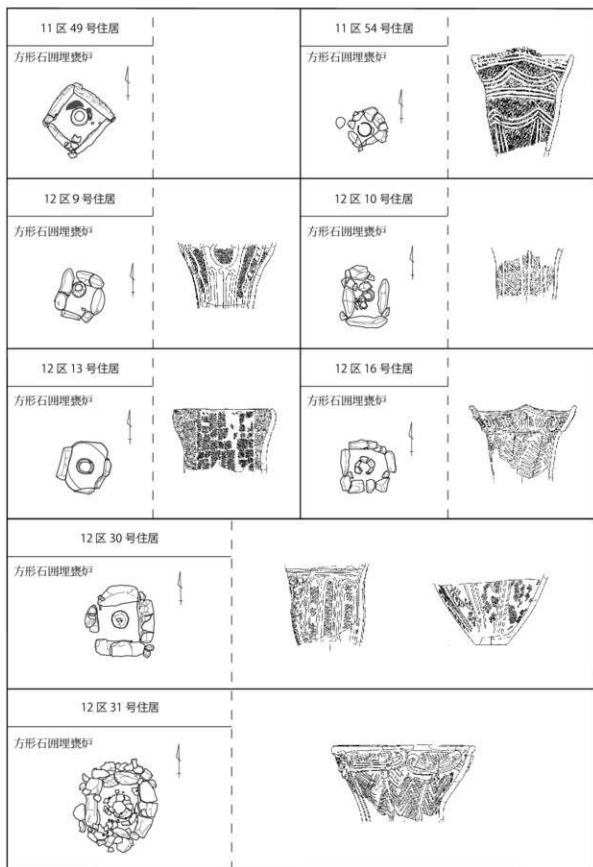 11 区 49 号住居
方形石囲埋甕炉
11 区 54 号住居
方形石囲埋甕炉
12 区 9 号住居
方形石囲埋甕炉
12 区 10 号住居
方形石囲埋甕炉
12 区 13 号住居
方形石囲埋甕炉
12 区 16 号住居
方形石囲埋甕炉
12 区 30 号住居
方形石囲埋甕炉
12 区 31 号住居
方形石囲埋甕炉